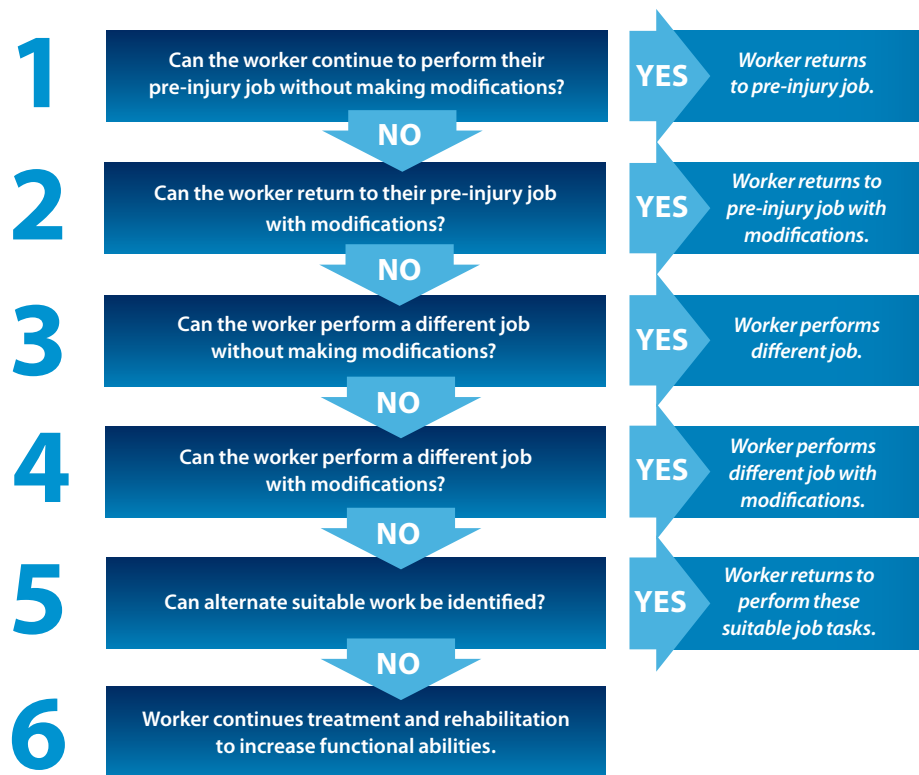 1
Can the worker continue to perform their
pre-injury job without making modifications?
YES
Worker returns
to pre-injury job.
NO
2
Can the worker return to their pre-injury job
with modifications?
YES
Worker returns to
pre-injury job with
modifications.
NO
3
Can the worker perform a different job
without making modifications?
YES
Worker performs
different job.
NO
4
Can the worker perform a different job
with modifications?
YES
Worker performs
different job with
modifications.
NO
5
Can alternate suitable work be identified?
YES
Worker returns to
perform these
suitable job tasks.
NO
6
Worker continues treatment and rehabilitation
to increase functional abilities.